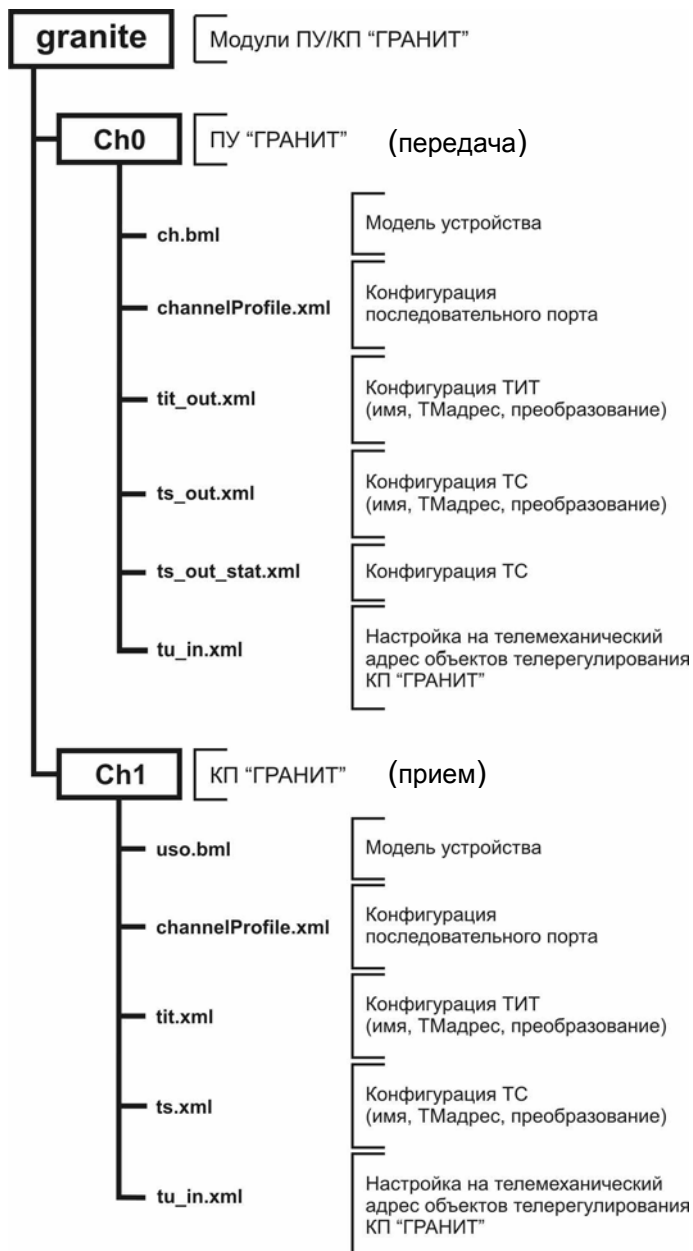 granite Модули ПУ/КП “ГРАНИТ”
Ch0 ПУ “ГРАНИТ” (передача)
ch.bml Модель устройства
channelProfile.xml Конфигурация
последовательного порта
tit_out.xml Конфигурация ТИТ
(имя, ТМадрес, преобразование)
ts_out.xml Конфигурация ТС
(имя, ТМадрес, преобразование)
ts_out_stat.xml Конфигурация ТС
tu_in.xml Настройка на телемеханический
адрес объектов телерегулирования
КП “ГРАНИТ”
Ch1 КП “ГРАНИТ” (прием)
uso.bml Модель устройства
channelProfile.xml Конфигурация
последовательного порта
tit.xml Конфигурация ТИТ
(имя, ТМадрес, преобразование)
ts.xml Конфигурация ТС
(имя, ТМадрес, преобразование)
tu_in.xml Настройка на телемеханический
адрес объектов телерегулирования
КП “ГРАНИТ”